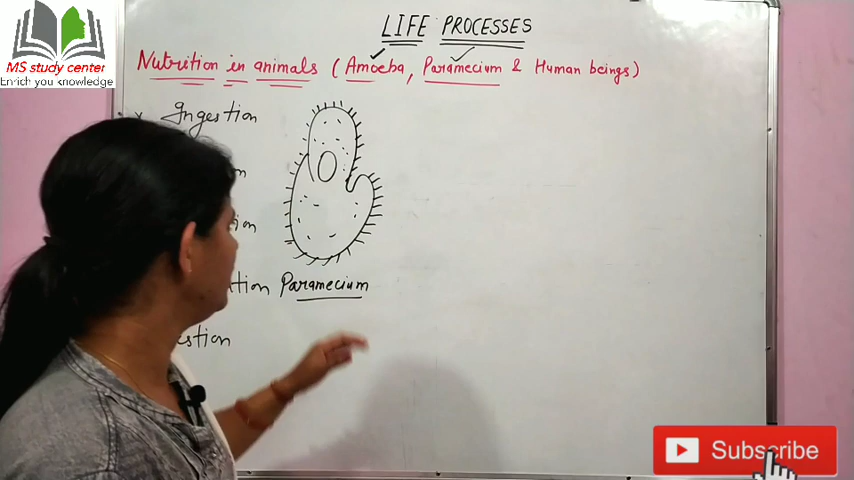 LIFE PROCESSES
MS study center
Enrich you knowledge
Nutrition in animals (Amoeba, Paramecium & Human beings)
Ingestion
Paramecium
Subscribe